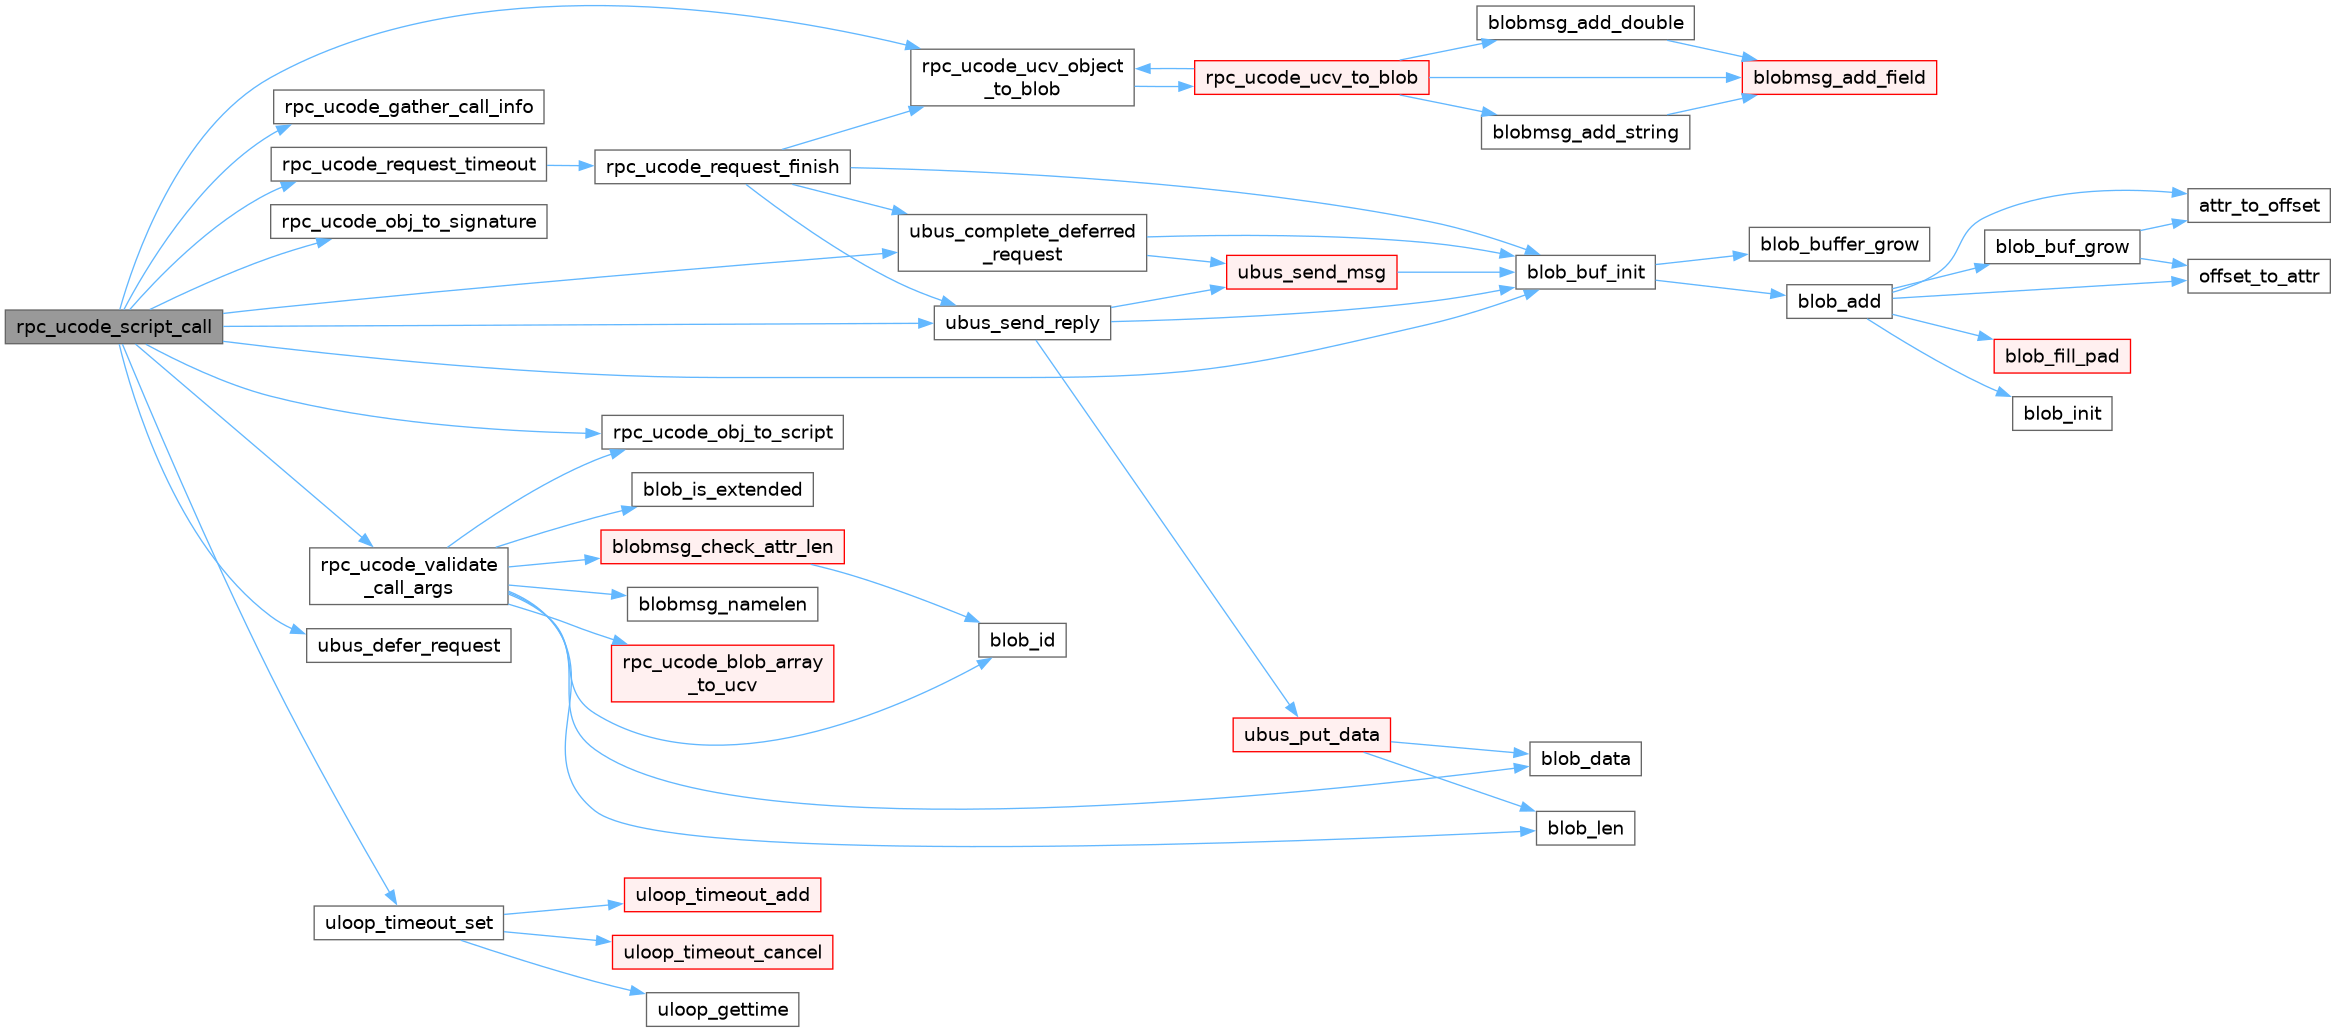 rpc_ucode_script_call
rpc_ucode_gather_call_info
rpc_ucode_request_timeout
rpc_ucode_obj_to_signature
rpc_ucode_validate
_call_args
ubus_defer_request
uloop_timeout_set
rpc_ucode_request_finish
rpc_ucode_obj_to_script
blob_is_extended
blobmsg_check_attr_len
blobmsg_namelen
rpc_ucode_blob_array
_to_ucv
uloop_timeout_add
uloop_timeout_cancel
uloop_gettime
rpc_ucode_ucv_object
_to_blob
ubus_complete_deferred
_request
ubus_send_reply
blob_id
rpc_ucode_ucv_to_blob
ubus_send_msg
ubus_put_data
blobmsg_add_double
blobmsg_add_string
blob_buf_init
blob_data
blob_len
blobmsg_add_field
blob_buffer_grow
blob_add
blob_buf_grow
blob_fill_pad
blob_init
attr_to_offset
offset_to_attr